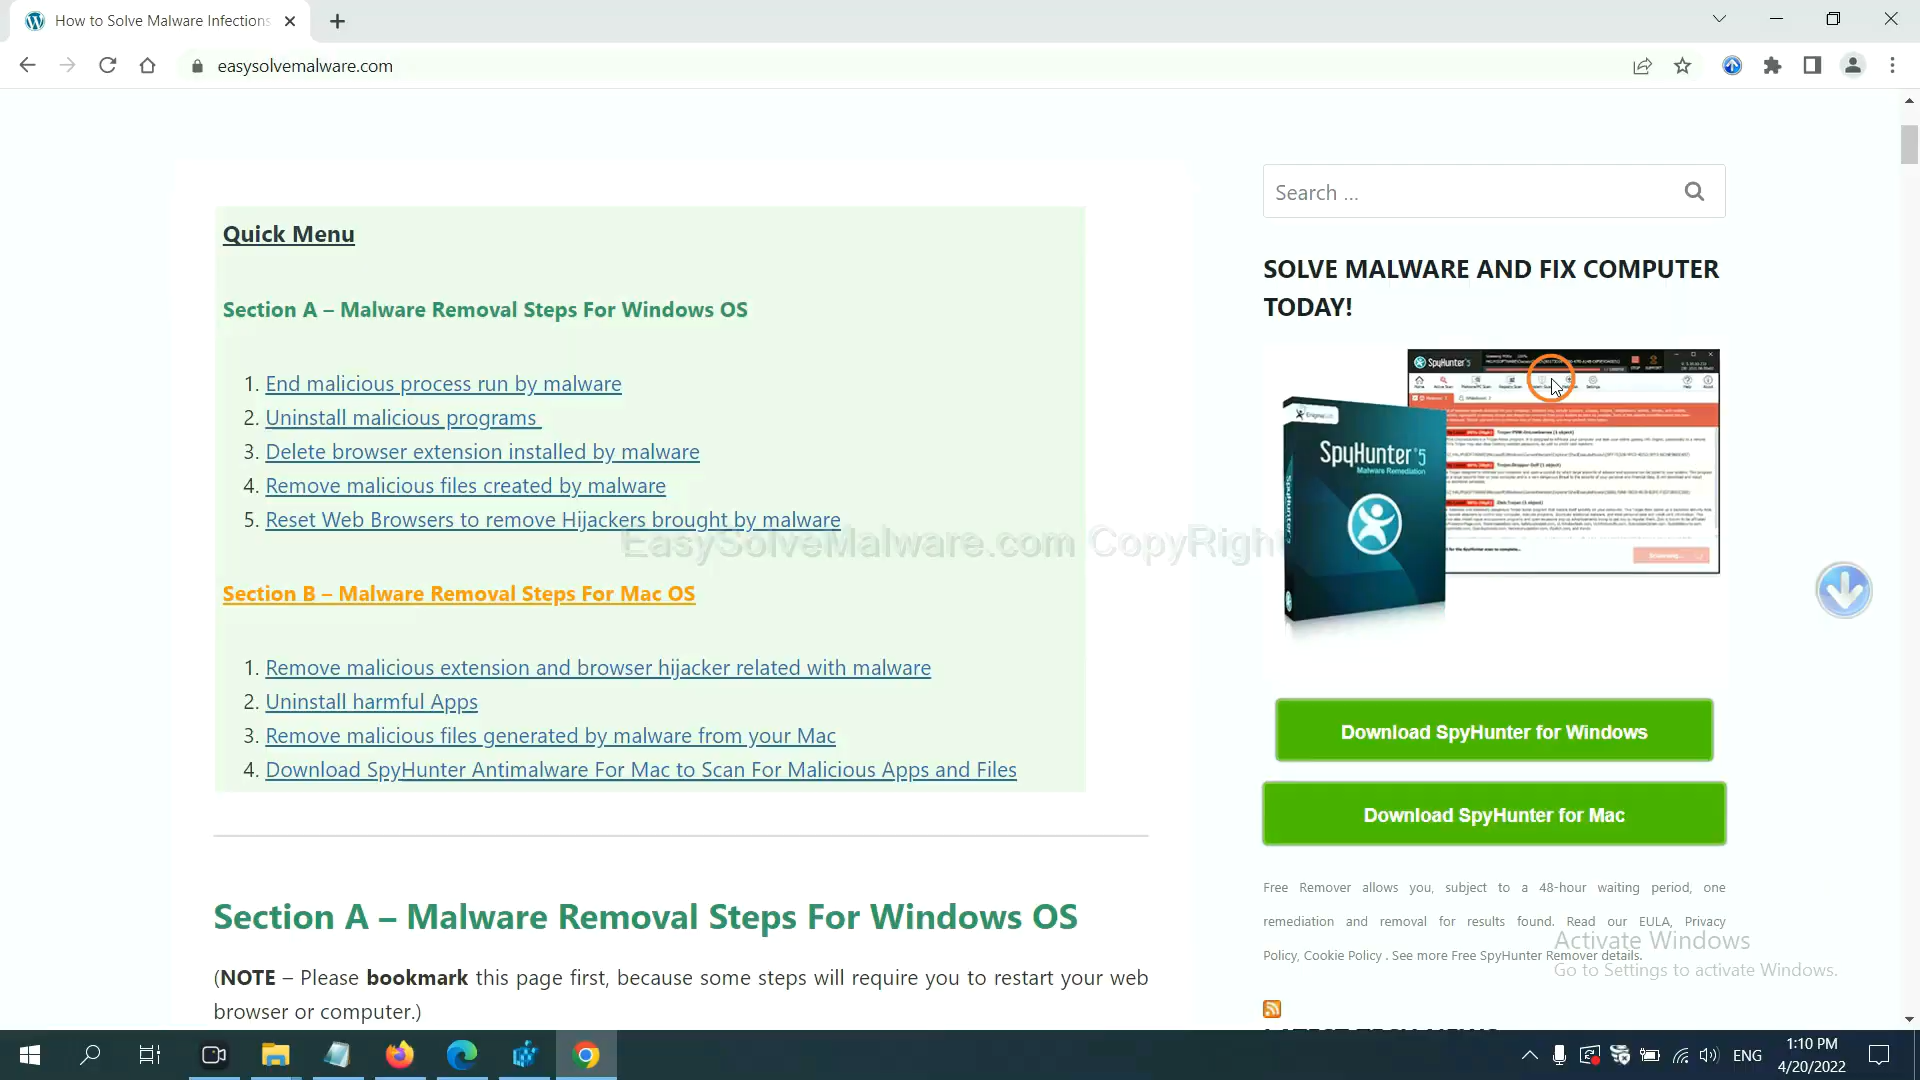 How to Solve Malware Infections
easysolvemalware.com
Search ...
Quick Menu
SOLVE MALWARE AND FIX COMPUTER
TODAY!
Section A – Malware Removal Steps For Windows OS
1. End malicious process run by malware
2. Uninstall malicious programs
3. Delete browser extension installed by malware
4. Remove malicious files created by malware
5. Reset Web Browsers to remove Hijackers brought by malware
EasySolveMalware.com CopyRigh
SpyHunter 5
SpyHunter 5
Malware Remediation
SpyHunter 5
Section B – Malware Removal Steps For Mac OS
1. Remove malicious extension and browser hijacker related with malware
2. Uninstall harmful Apps
3. Remove malicious files generated by malware from your Mac
4. Download SpyHunter Antimalware For Mac to Scan For Malicious Apps and Files
Download SpyHunter for Windows
Download SpyHunter for Mac
Free Remover allows you, subject to a 48-hour waiting period, one
remediation and removal for results found. Read our EULA, Privacy
Policy, Cookie Policy . See more Free SpyHunter Remover details.
Activate Windows
Go to Settings to activate Windows.
Section A – Malware Removal Steps For Windows OS
(NOTE – Please bookmark this page first, because some steps will require you to restart your web
browser or computer.)
LATEST TECH NEWS
ENG
1:10 PM
4/20/2022